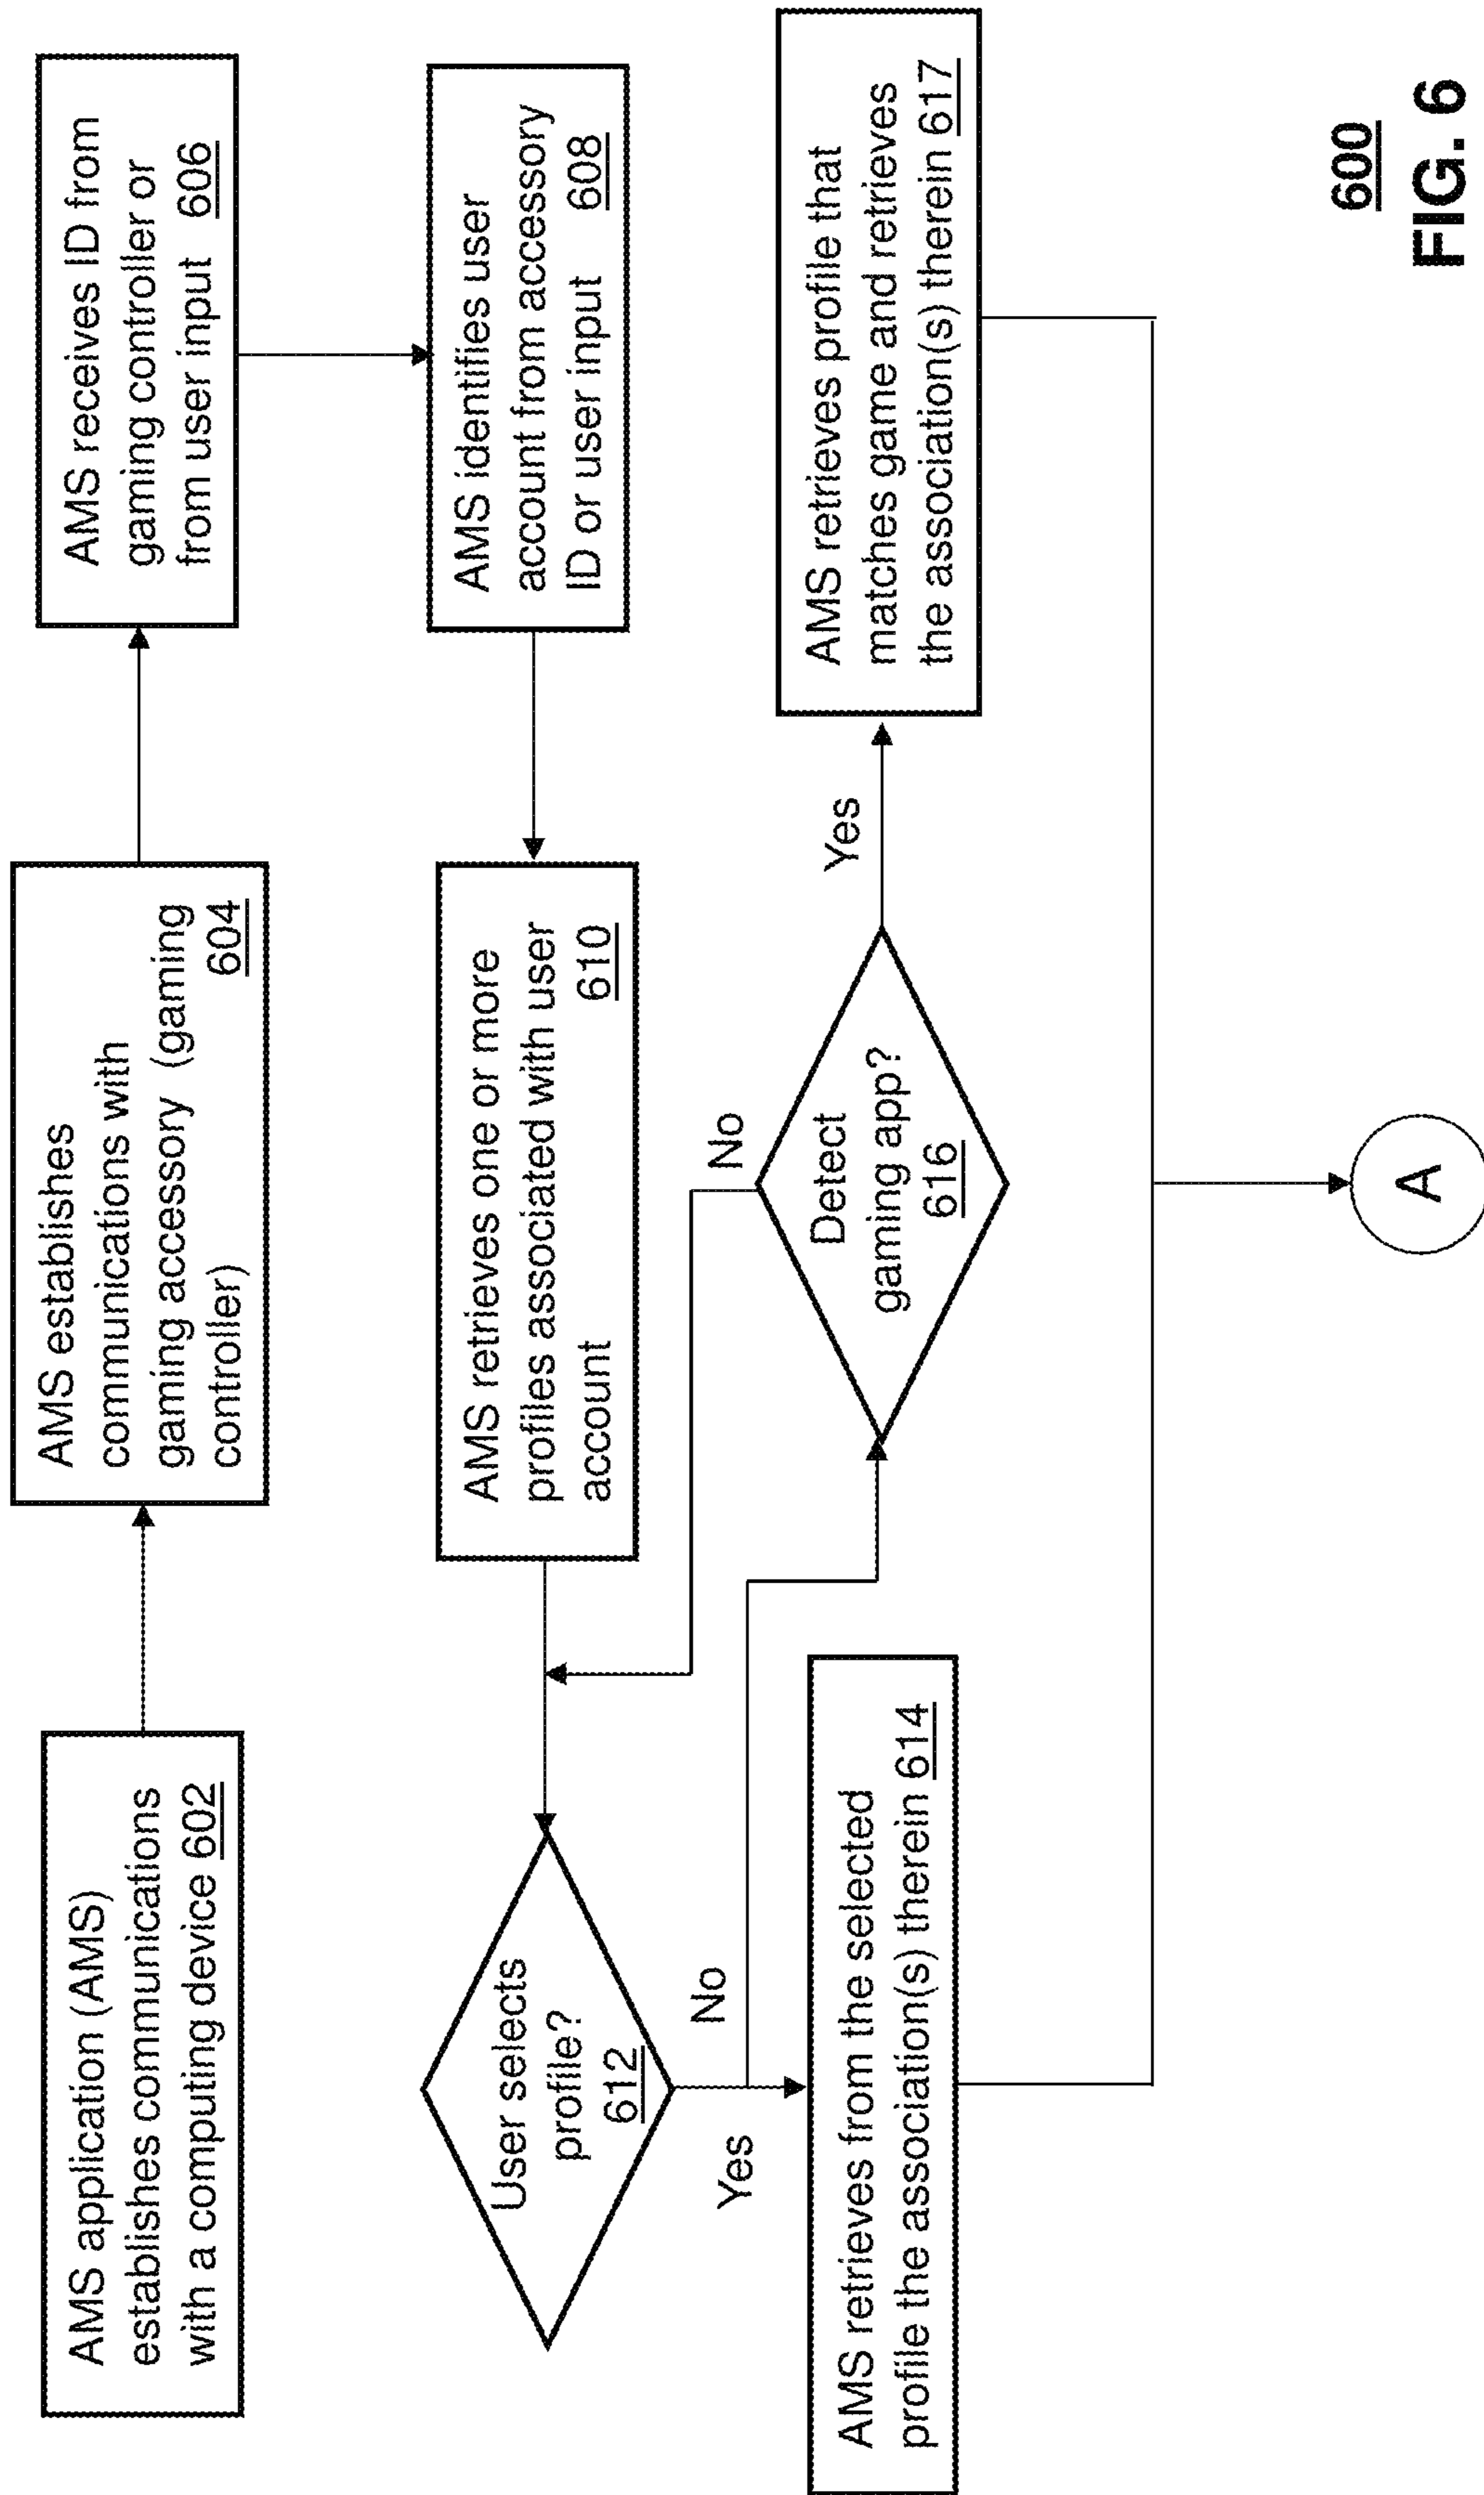 AMS application (AMS)
establishes communications
with a computing device 602
AMS establishes
communications with
gaming accessory (gaming
controller) 604
AMS receives ID from
gaming controller or
from user input 606
AMS identifies user
account from accessory
ID or user input 608
AMS retrieves one or more
profiles associated with user
account 610
User selects
profile?
612
No
Yes
AMS retrieves from the selected
profile the association(s) therein 614
Detect
gaming app?
616
No
Yes
AMS retrieves profile that
matches game and retrieves
the association(s) therein 617
A
600
FIG. 6